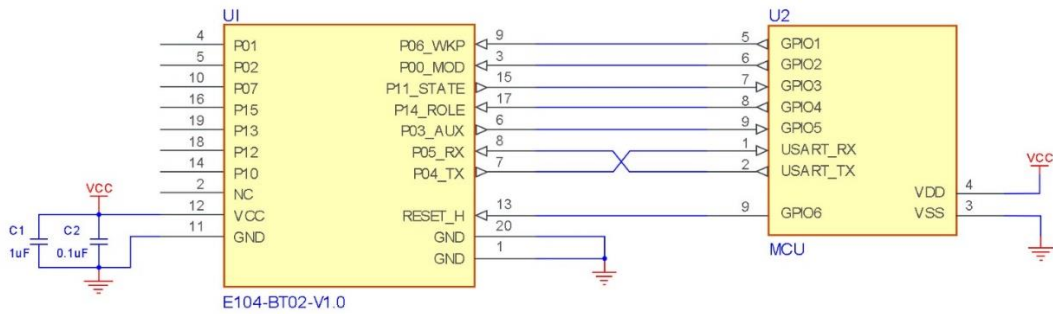 U1
4 P01
5 P02
10 P07
16 P15
19 P13
18 P12
14 P10
2 NC
12 VCC
11 GND
P06_WKP 9
P00_MOD 3
P11_STATE 15
P14_ROLE 17
P03_AUX 6
P05_RX 8
P04_TX 7
RESET_H 13
GND 20
GND 1
E104-BT02-V1.0
VCC
C1
1uF
C2
0.1uF
U2
5 GPIO1
6 GPIO2
7 GPIO3
8 GPIO4
9 GPIO5
1 USART_RX
2 USART_TX
9 GPIO6
VDD 4
VSS 3
MCU
VCC